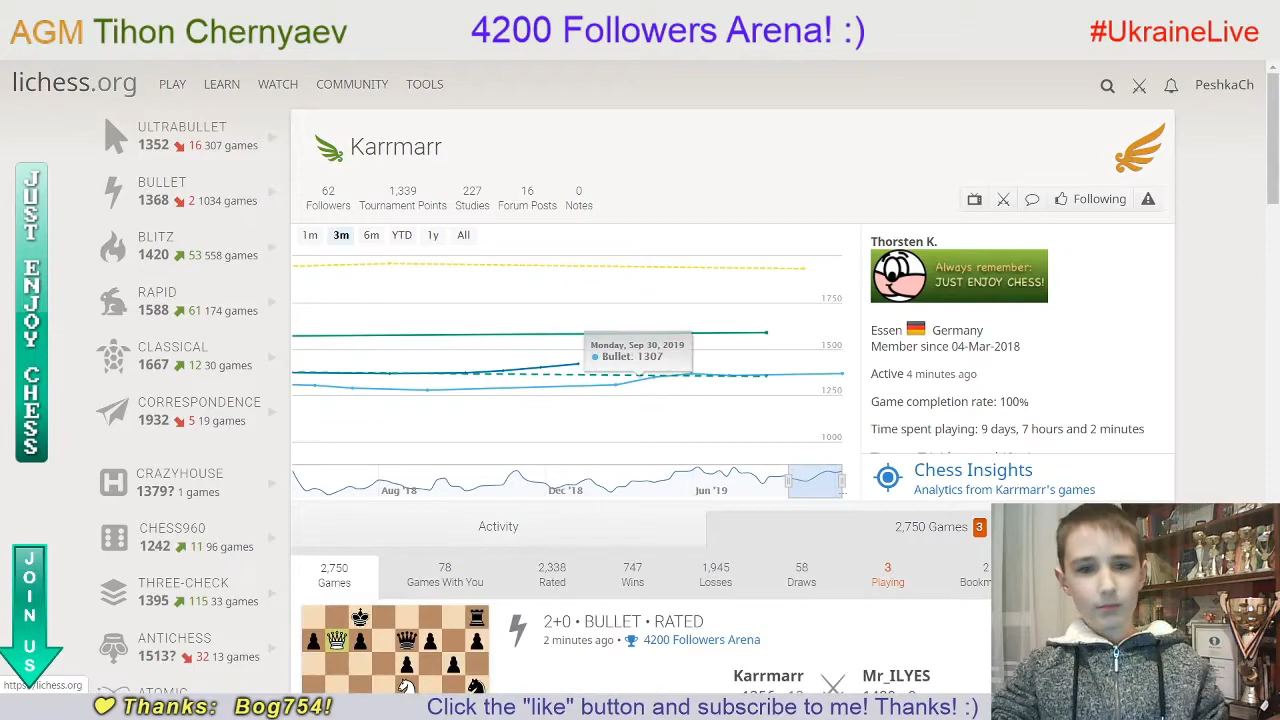 AGM Tihon Chernyaev
4200 Followers Arena! :)
#UkraineLive
lichess.org
PLAY LEARN WATCH COMMUNITY TOOLS
PeshkaCh
JUST ENJOY CHESS
JOIN US
ULTRABULLET
1352 16 307 games
BULLET
1368 2 1034 games
BLITZ
1420 53 558 games
RAPID
1588 61 174 games
CLASSICAL
1667 12 30 games
CORRESPONDENCE
1932 5 19 games
CRAZYHOUSE
1379? 1 games
CHESS960
1242 11 96 games
THREE-CHECK
1395 115 33 games
ANTICHESS
1513? 32 13 games
ATOMIC
https://lichess.org
Karrmarr
62 1,339 227 16 0
Followers Tournament Points Studies Forum Posts Notes
Following
1m 3m 6m YTD 1y All
1750
1500
1250
1000
Monday, Sep 30, 2019
Bullet: 1307
Aug '18 Dec '18 Jun '19
Thorsten K.
Always remember:
JUST ENJOY CHESS!
Essen Germany
Member since 04-Mar-2018
Active 4 minutes ago
Game completion rate: 100%
Time spent playing: 9 days, 7 hours and 2 minutes
Chess Insights
Analytics from Karrmarr's games
Activity
2,750 Games 3
2,750 78 2,338 747 1,945 58 3
Games Games With You Rated Wins Losses Draws Playing
2+0 • BULLET • RATED
2 minutes ago • 4200 Followers Arena
Karrmarr Mr_ILYES
Thanks: Bog754!
Click the "like" button and subscribe to me! Thanks! :)